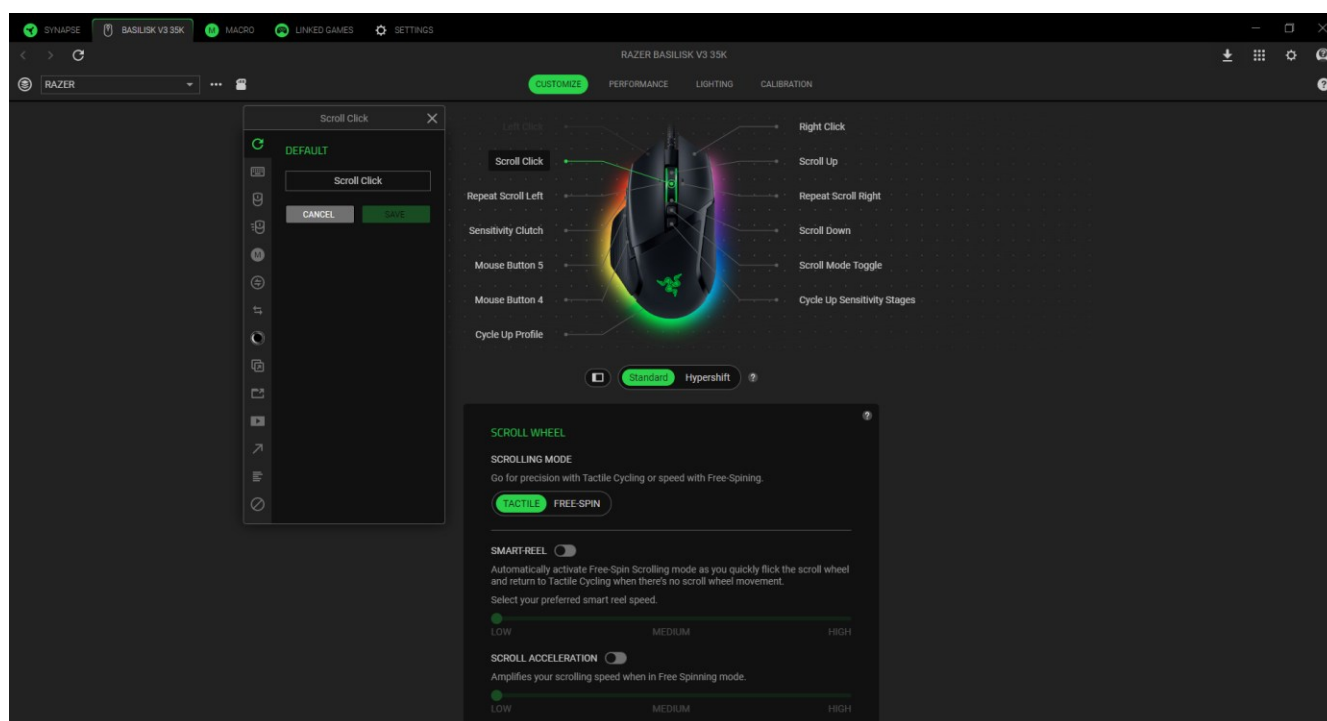 SYNAPSE BASILISK V3 35K MACRO LINKED GAMES SETTINGS
RAZER BASILISK V3 35K
RAZER CUSTOMIZE PERFORMANCE LIGHTING CALIBRATION
Scroll Click
DEFAULT
Scroll Click
CANCEL SAVE
Left Click
Scroll Click
Repeat Scroll Left
Sensitivity Clutch
Mouse Button 5
Mouse Button 4
Cycle Up Profile
Right Click
Scroll Up
Repeat Scroll Right
Scroll Down
Scroll Mode Toggle
Cycle Up Sensitivity Stages
Standard Hypershift ?
?
SCROLL WHEEL
SCROLLING MODE
Go for precision with Tactile Cycling or speed with Free-Spining.
TACTILE FREE-SPIN
SMART-REEL
Automatically activate Free-Spin Scrolling mode as you quickly flick the scroll wheel
and return to Tactile Cycling when there's no scroll wheel movement.
Select your preferred smart reel speed.
LOW MEDIUM HIGH
SCROLL ACCELERATION
Amplifies your scrolling speed when in Free Spinning mode.
LOW MEDIUM HIGH